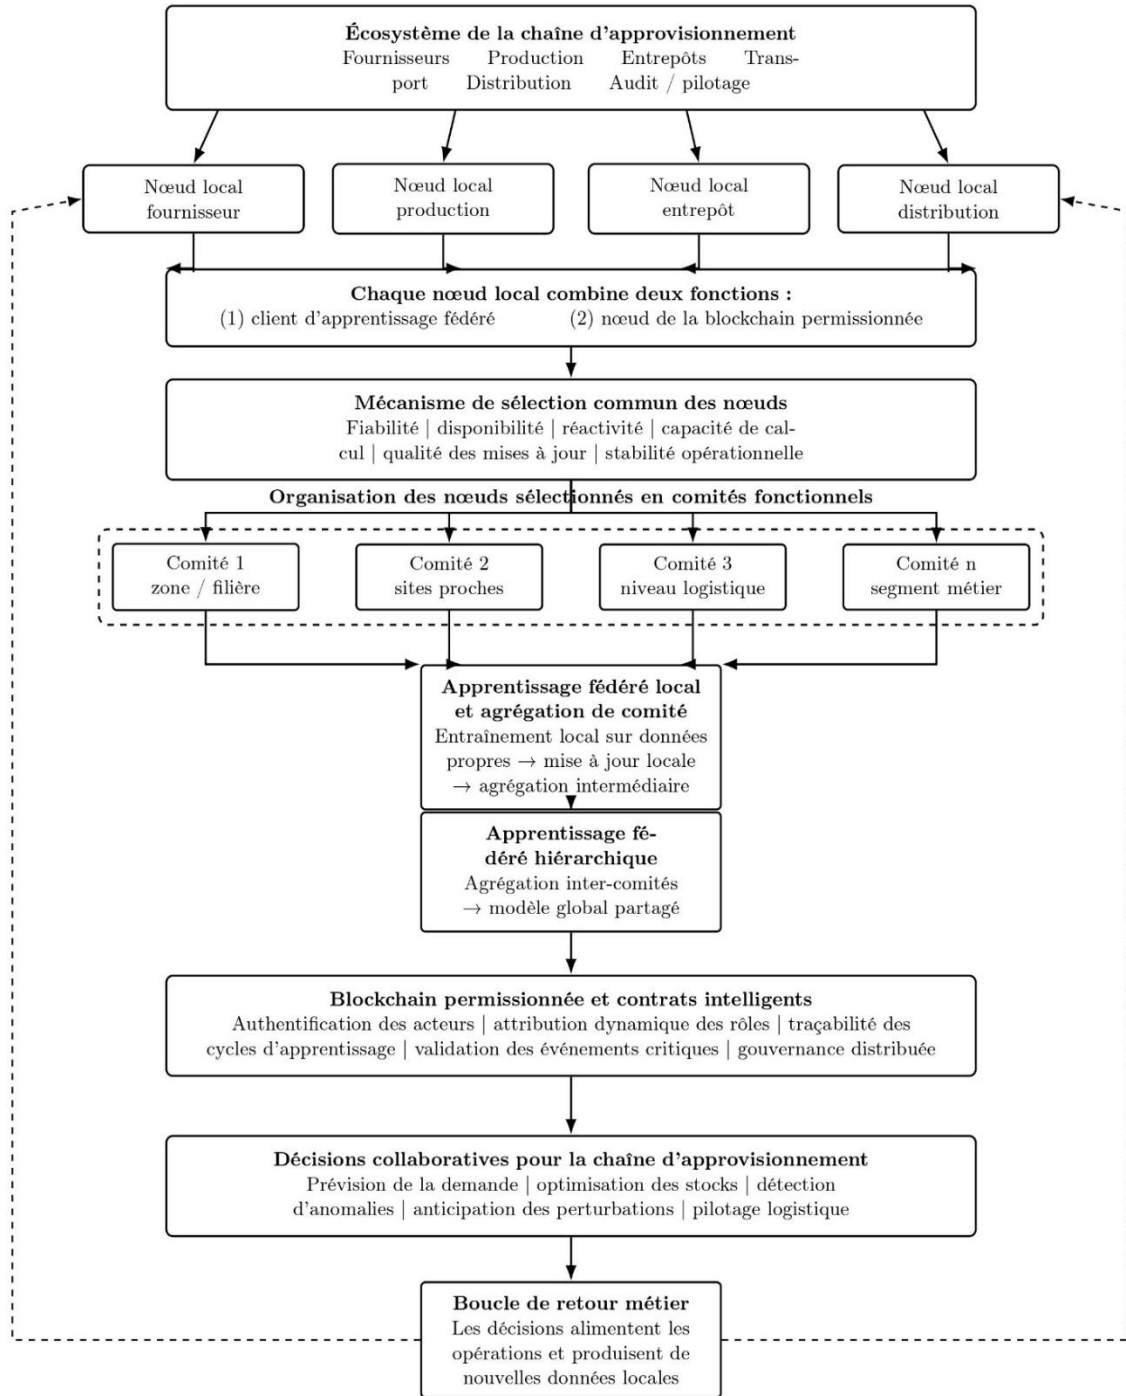 Écosystème de la chaîne d'approvisionnement
Fournisseurs Production Entrepôts Trans-
port Distribution Audit / pilotage
Nœud local
fournisseur
Nœud local
production
Nœud local
entrepôt
Nœud local
distribution
Chaque nœud local combine deux fonctions :
(1) client d'apprentissage fédéré (2) nœud de la blockchain permissionnée
Mécanisme de sélection commun des nœuds
Fiabilité | disponibilité | réactivité | capacité de cal-
cul | qualité des mises à jour | stabilité opérationnelle
Organisation des nœuds sélectionnés en comités fonctionnels
Comité 1
zone / filière
Comité 2
sites proches
Comité 3
niveau logistique
Comité n
segment métier
Apprentissage fédéré local
et agrégation de comité
Entraînement local sur données
propres → mise à jour locale
→ agrégation intermédiaire
Apprentissage fé-
déré hiérarchique
Agrégation inter-comités
→ modèle global partagé
Blockchain permissionnée et contrats intelligents
Authentification des acteurs | attribution dynamique des rôles | traçabilité des
cycles d'apprentissage | validation des événements critiques | gouvernance distribuée
Décisions collaboratives pour la chaîne d'approvisionnement
Prévision de la demande | optimisation des stocks | détection
d'anomalies | anticipation des perturbations | pilotage logistique
Boucle de retour métier
Les décisions alimentent les
opérations et produisent de
nouvelles données locales